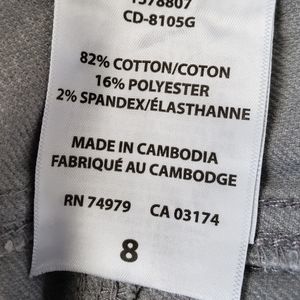 1378807
CD-8105G
82% COTTON/COTON
16% POLYESTER
2% SPANDEX/ÉLASTHANNE
MADE IN CAMBODIA
FABRIQUÉ AU CAMBODGE
RN 74979 CA 03174
8